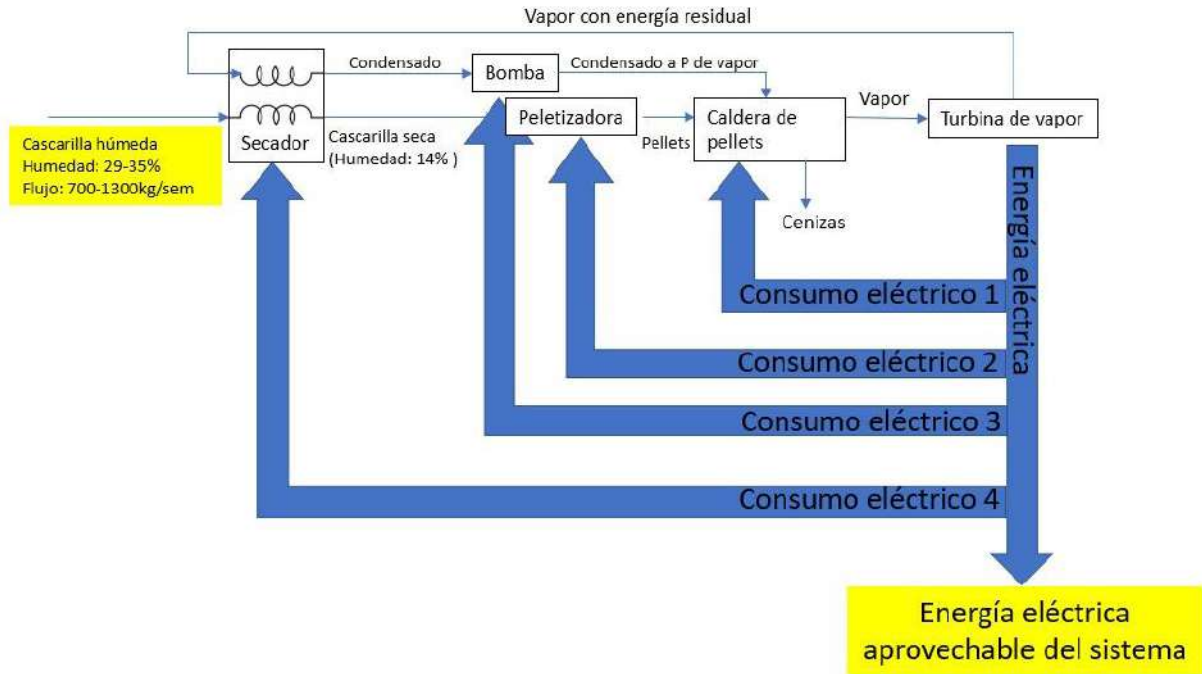 Vapor con energía residual
Condensado
Bomba
Condensado a P de vapor
Secador
Cascarilla seca
(Humedad: 14% )
Peletizadora
Pellets
Caldera de
pellets
Vapor
Turbina de vapor
Cascarilla húmeda
Humedad: 29-35%
Flujo: 700-1300kg/sem
Cenizas
Energía eléctrica
Consumo eléctrico 1
Consumo eléctrico 2
Consumo eléctrico 3
Consumo eléctrico 4
Energía eléctrica
aprovechable del sistema